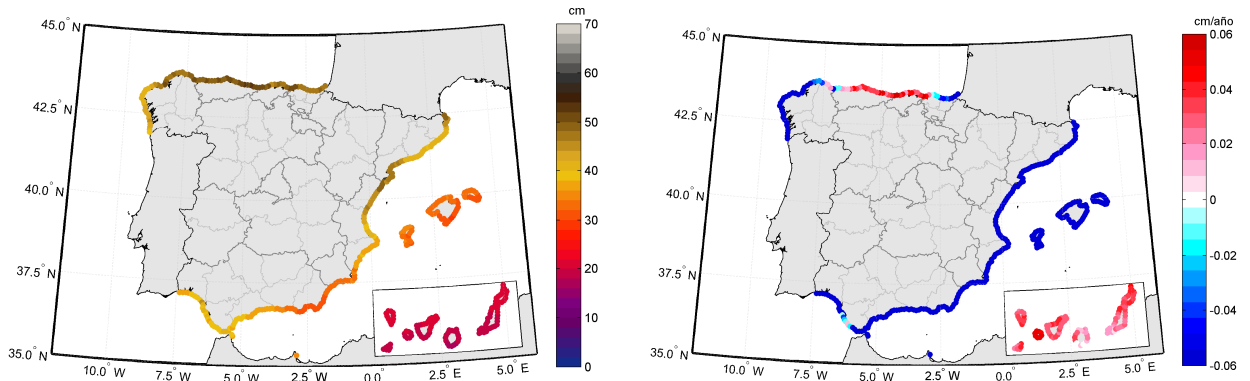 cm
45.0° N
42.5° N
40.0° N
37.5° N
35.0° N
10.0° W
7.5° W
5.0° W
2.5° W
0.0°
2.5° E
5.0° E
70
60
50
40
30
20
10
0
cm/año
45.0° N
42.5° N
40.0° N
37.5° N
35.0° N
10.0° W
7.5° W
5.0° W
2.5° W
0.0°
2.5° E
5.0° E
0.06
0.04
0.02
0
-0.02
-0.04
-0.06